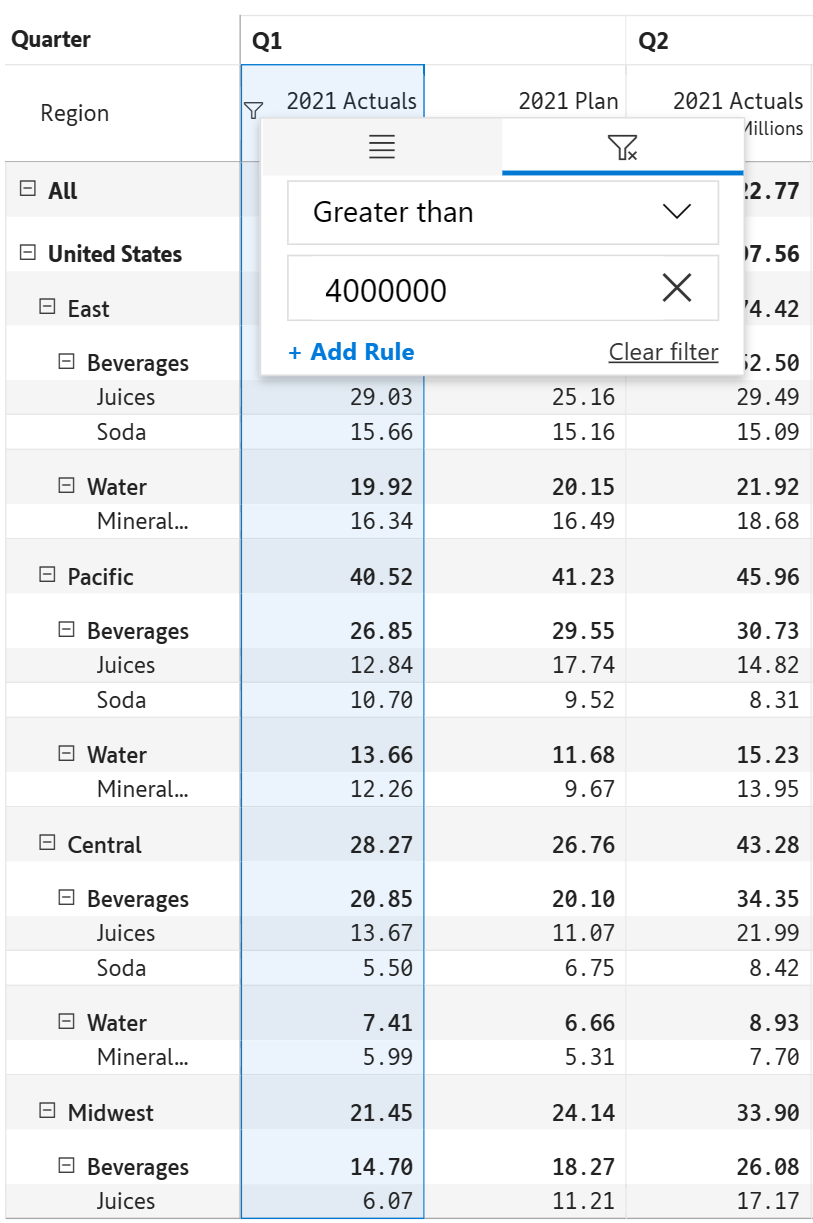 Quarter Q1 Q2
Region 2021 Actuals 2021 Plan 2021 Actuals
Millions
All 22.77
Greater than
United States 97.56
4000000
East 74.42
+ Add Rule Clear filter
Beverages 52.50
Juices 29.03 25.16 29.49
Soda 15.66 15.16 15.09
Water 19.92 20.15 21.92
Mineral... 16.34 16.49 18.68
Pacific 40.52 41.23 45.96
Beverages 26.85 29.55 30.73
Juices 12.84 17.74 14.82
Soda 10.70 9.52 8.31
Water 13.66 11.68 15.23
Mineral... 12.26 9.67 13.95
Central 28.27 26.76 43.28
Beverages 20.85 20.10 34.35
Juices 13.67 11.07 21.99
Soda 5.50 6.75 8.42
Water 7.41 6.66 8.93
Mineral... 5.99 5.31 7.70
Midwest 21.45 24.14 33.90
Beverages 14.70 18.27 26.08
Juices 6.07 11.21 17.17